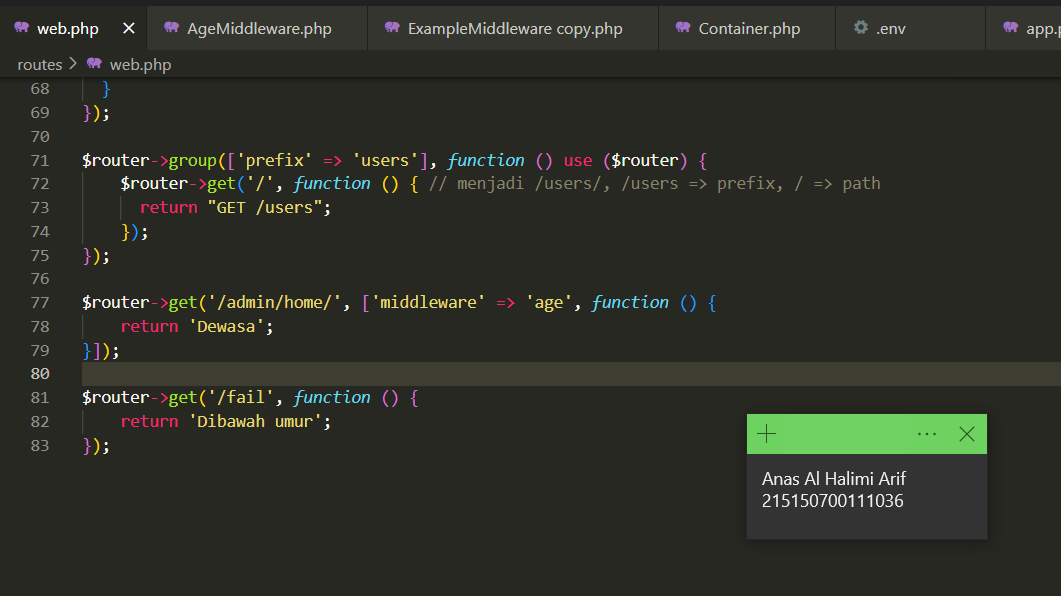 web.php AgeMiddleware.php ExampleMiddleware copy.php Container.php .env app.p
routes > web.php
68 }
69 });
70
71 $router->group(['prefix' => 'users'], function () use ($router) {
72 $router->get('/', function () { // menjadi /users/, /users => prefix, / => path
73 return "GET /users";
74 });
75 });
76
77 $router->get('/admin/home/', ['middleware' => 'age', function () {
78 return 'Dewasa';
79 }]);
80
81 $router->get('/fail', function () {
82 return 'Dibawah umur';
83 });
Anas Al Halimi Arif
215150700111036